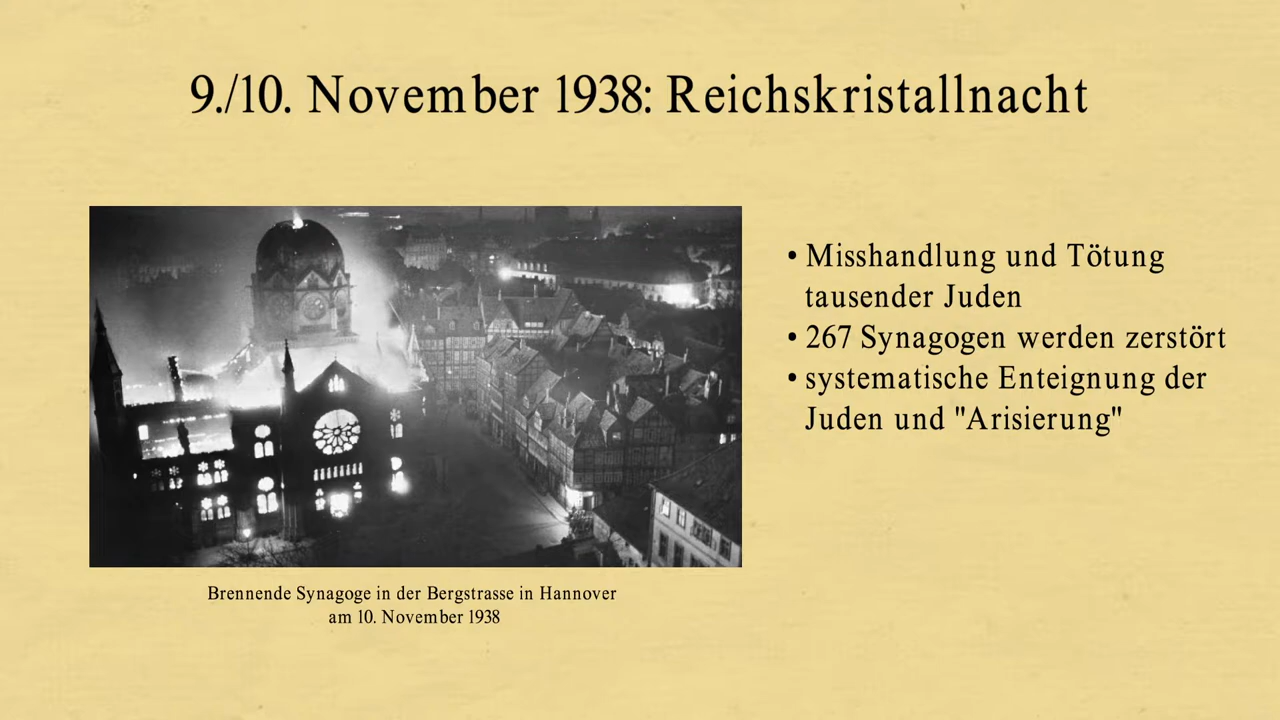 9./10. November 1938: Reichskristallnacht
• Misshandlung und Tötung
tausender Juden
• 267 Synagogen werden zerstört
• systematische Enteignung der
Juden und "Arisierung"
Brennende Synagoge in der Bergstrasse in Hannover
am 10. November 1938